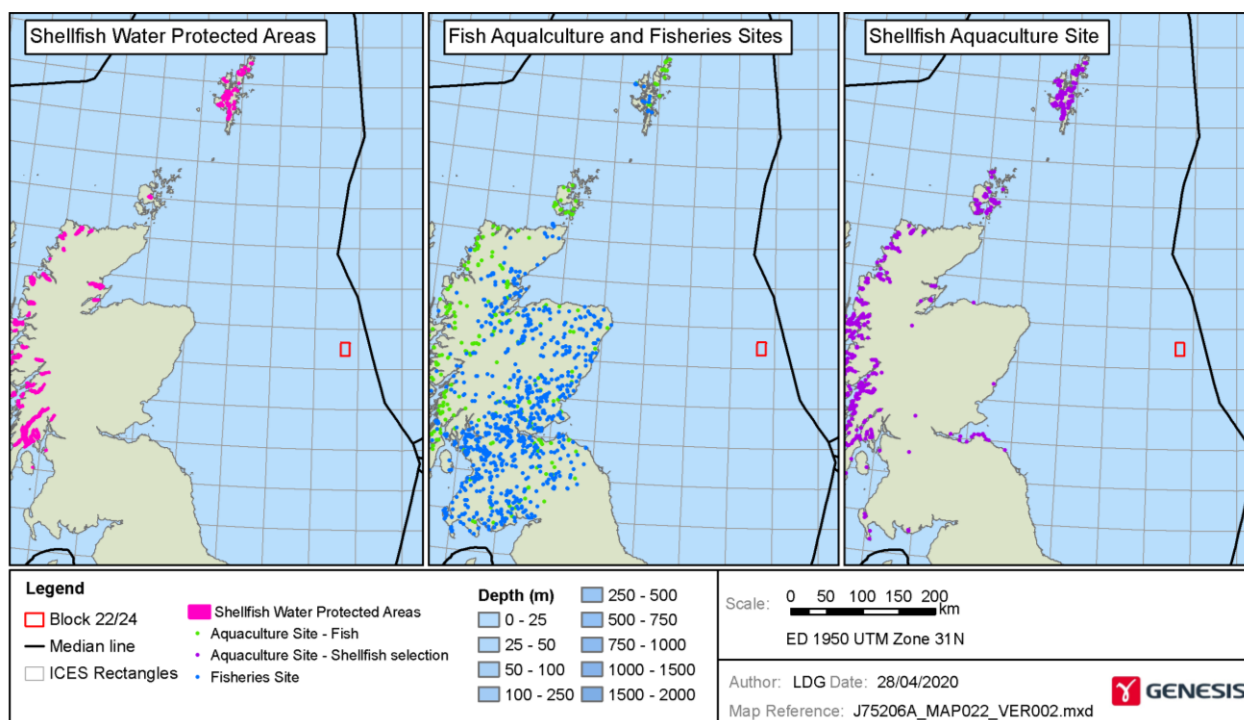 Shellfish Water Protected Areas
Fish Aqualculture and Fisheries Sites
Shellfish Aquaculture Site
Legend
Block 22/24
Median line
ICES Rectangles
Shellfish Water Protected Areas
Aquaculture Site - Fish
Aquaculture Site - Shellfish selection
Fisheries Site
Depth (m)
0 - 25
25 - 50
50 - 100
100 - 250
250 - 500
500 - 750
750 - 1000
1000 - 1500
1500 - 2000
Scale: 0 50 100 150 200
km
ED 1950 UTM Zone 31N
Author: LDG Date: 28/04/2020
Map Reference: J75206A_MAP022_VER002.mxd
GENESIS